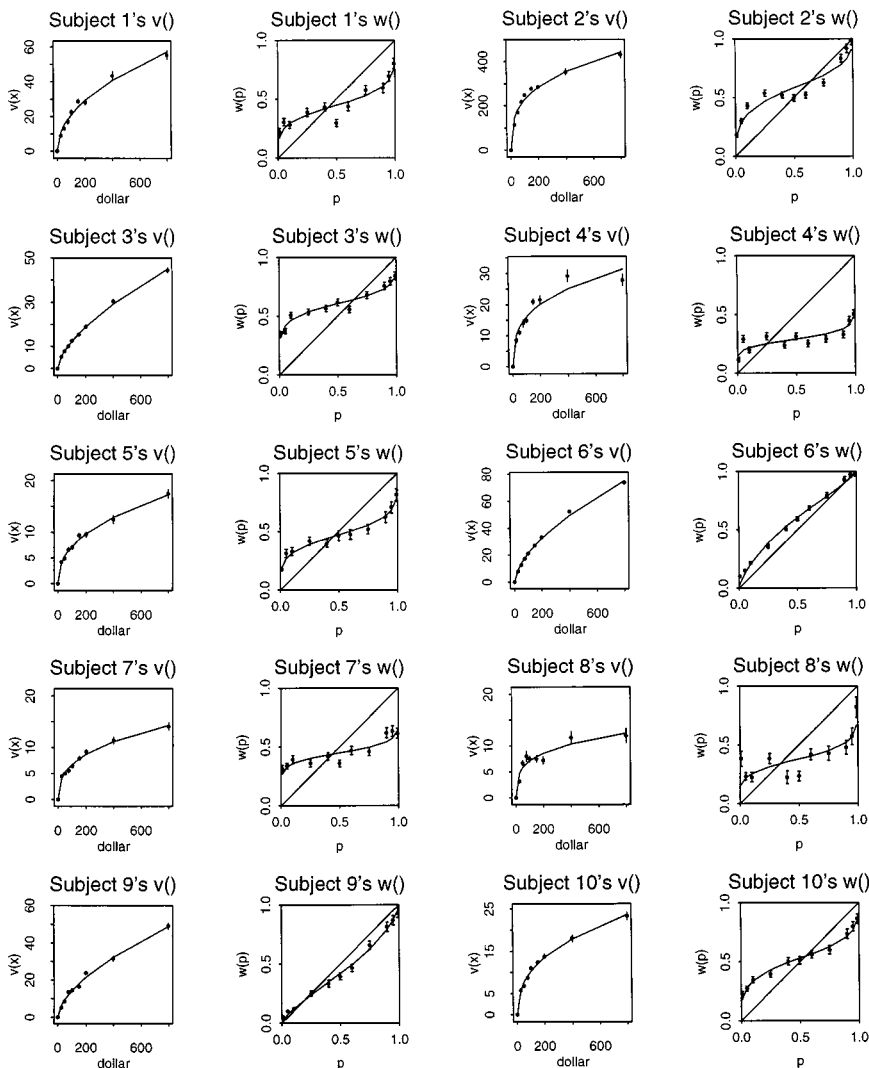 Subject 1's v() Subject 1's w() Subject 2's v() Subject 2's w()
v(x) 0 20 40 60
0 200 600
dollar
w(p) 0.0 0.5 1.0
0.0 0.5 1.0
p
v(x) 0 200 400
0 200 600
dollar
w(p) 0.0 0.5 1.0
0.0 0.5 1.0
p
Subject 3's v() Subject 3's w() Subject 4's v() Subject 4's w()
v(x) 0 10 30 50
0 200 600
dollar
w(p) 0.0 0.5 1.0
0.0 0.5 1.0
p
v(x) 0 10 20 30
0 200 600
dollar
w(p) 0.0 0.5 1.0
0.0 0.5 1.0
p
Subject 5's v() Subject 5's w() Subject 6's v() Subject 6's w()
v(x) 0 5 10 20
0 200 600
dollar
w(p) 0.0 0.5 1.0
0.0 0.5 1.0
p
v(x) 0 20 40 60 80
0 200 600
dollar
w(p) 0.0 0.5 1.0
0.0 0.5 1.0
p
Subject 7's v() Subject 7's w() Subject 8's v() Subject 8's w()
v(x) 0 5 10 20
0 200 600
dollar
w(p) 0.0 0.5 1.0
0.0 0.5 1.0
p
v(x) 0 5 10 20
0 200 600
dollar
w(p) 0.0 0.5 1.0
0.0 0.5 1.0
p
Subject 9's v() Subject 9's w() Subject 10's v() Subject 10's w()
v(x) 0 20 40 60
0 200 600
dollar
w(p) 0.0 0.5 1.0
0.0 0.5 1.0
p
v(x) 0 5 15 25
0 200 600
dollar
w(p) 0.0 0.5 1.0
0.0 0.5 1.0
p